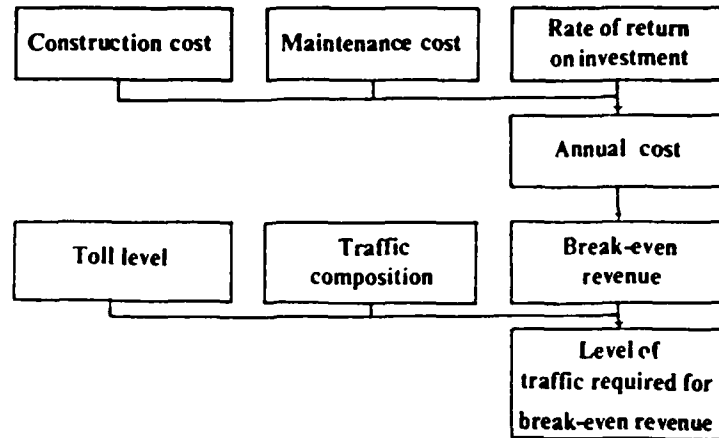 Construction cost
Maintenance cost
Rate of return
on investment
Annual cost
Toll level
Traffic
composition
Break-even
revenue
Level of
traffic required for
break-even revenue